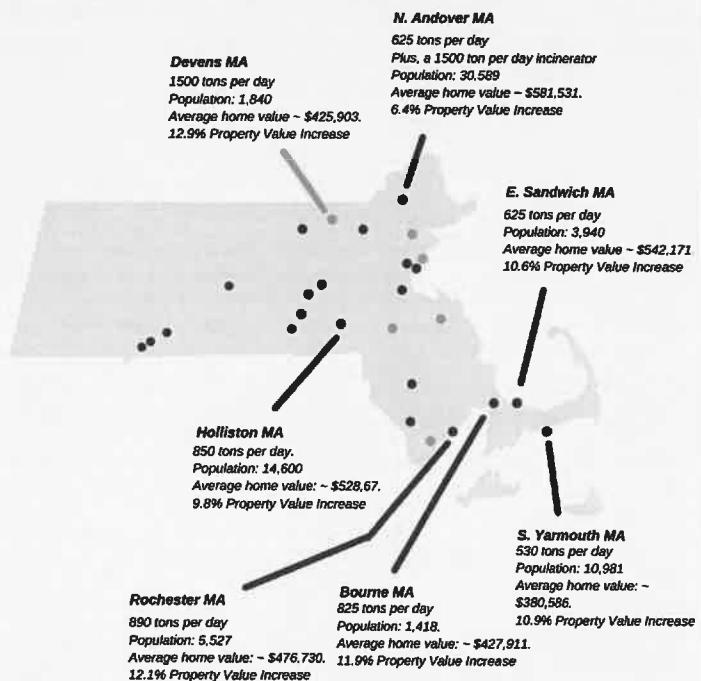 N. Andover MA
625 tons per day
Plus, a 1500 ton per day incinerator
Population: 30,589
Average home value ~ $581,531.
6.4% Property Value Increase
Devens MA
1500 tons per day
Population: 1,840
Average home value ~ $425,903.
12.9% Property Value Increase
E. Sandwich MA
625 tons per day
Population: 3,940
Average home value ~ $542,171
10.6% Property Value Increase
Holliston MA
850 tons per day.
Population: 14,600
Average home value: ~ $528,67.
9.8% Property Value Increase
S. Yarmouth MA
530 tons per day
Population: 10,981
Average home value: ~
$380,586.
10.9% Property Value Increase
Rochester MA
890 tons per day
Population: 5,527
Average home value: ~ $476,730.
12.1% Property Value Increase
Bourne MA
825 tons per day
Population: 1,418.
Average home value: ~ $427,911.
11.9% Property Value Increase